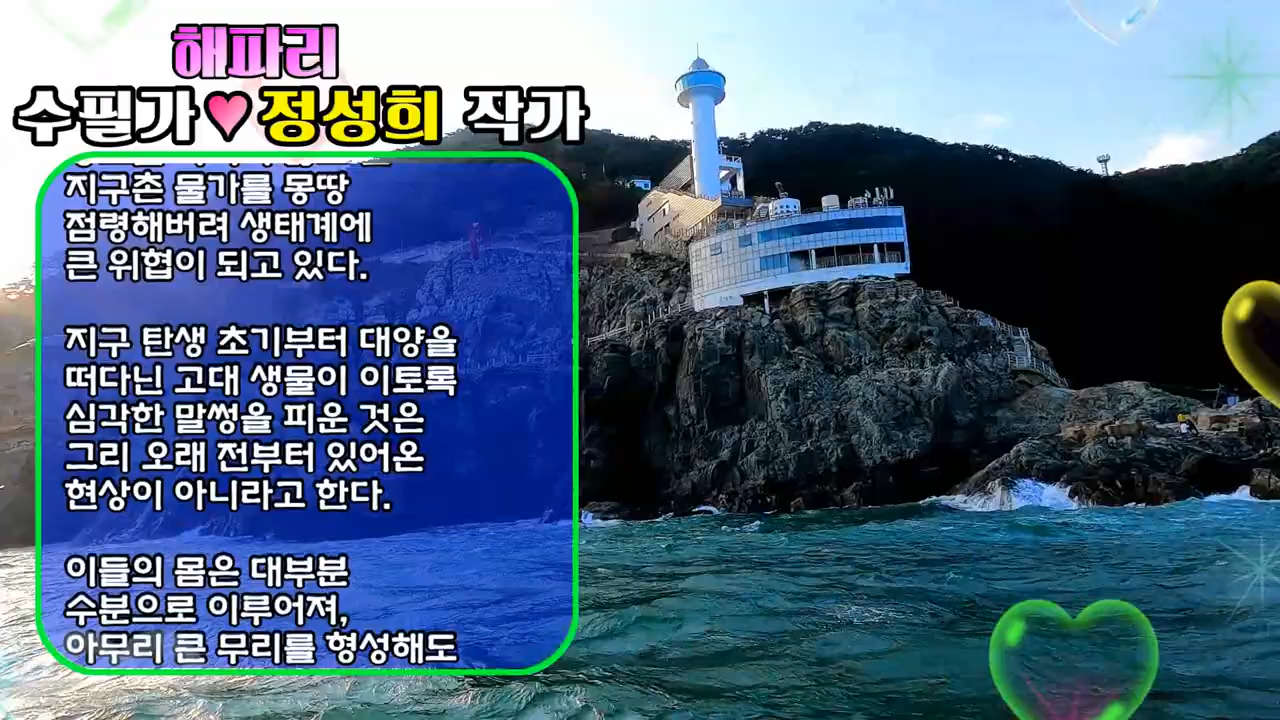 해파리
수필가♥정성희 작가
지구촌 물가를 몽땅
점령해버려 생태계에
큰 위협이 되고 있다.
지구 탄생 초기부터 대양을
떠다닌 고대 생물이 이토록
심각한 말썽을 피운 것은
그리 오래 전부터 있어온
현상이 아니라고 한다.
이들의 몸은 대부분
수분으로 이루어져,
아무리 큰 무리를 형성해도